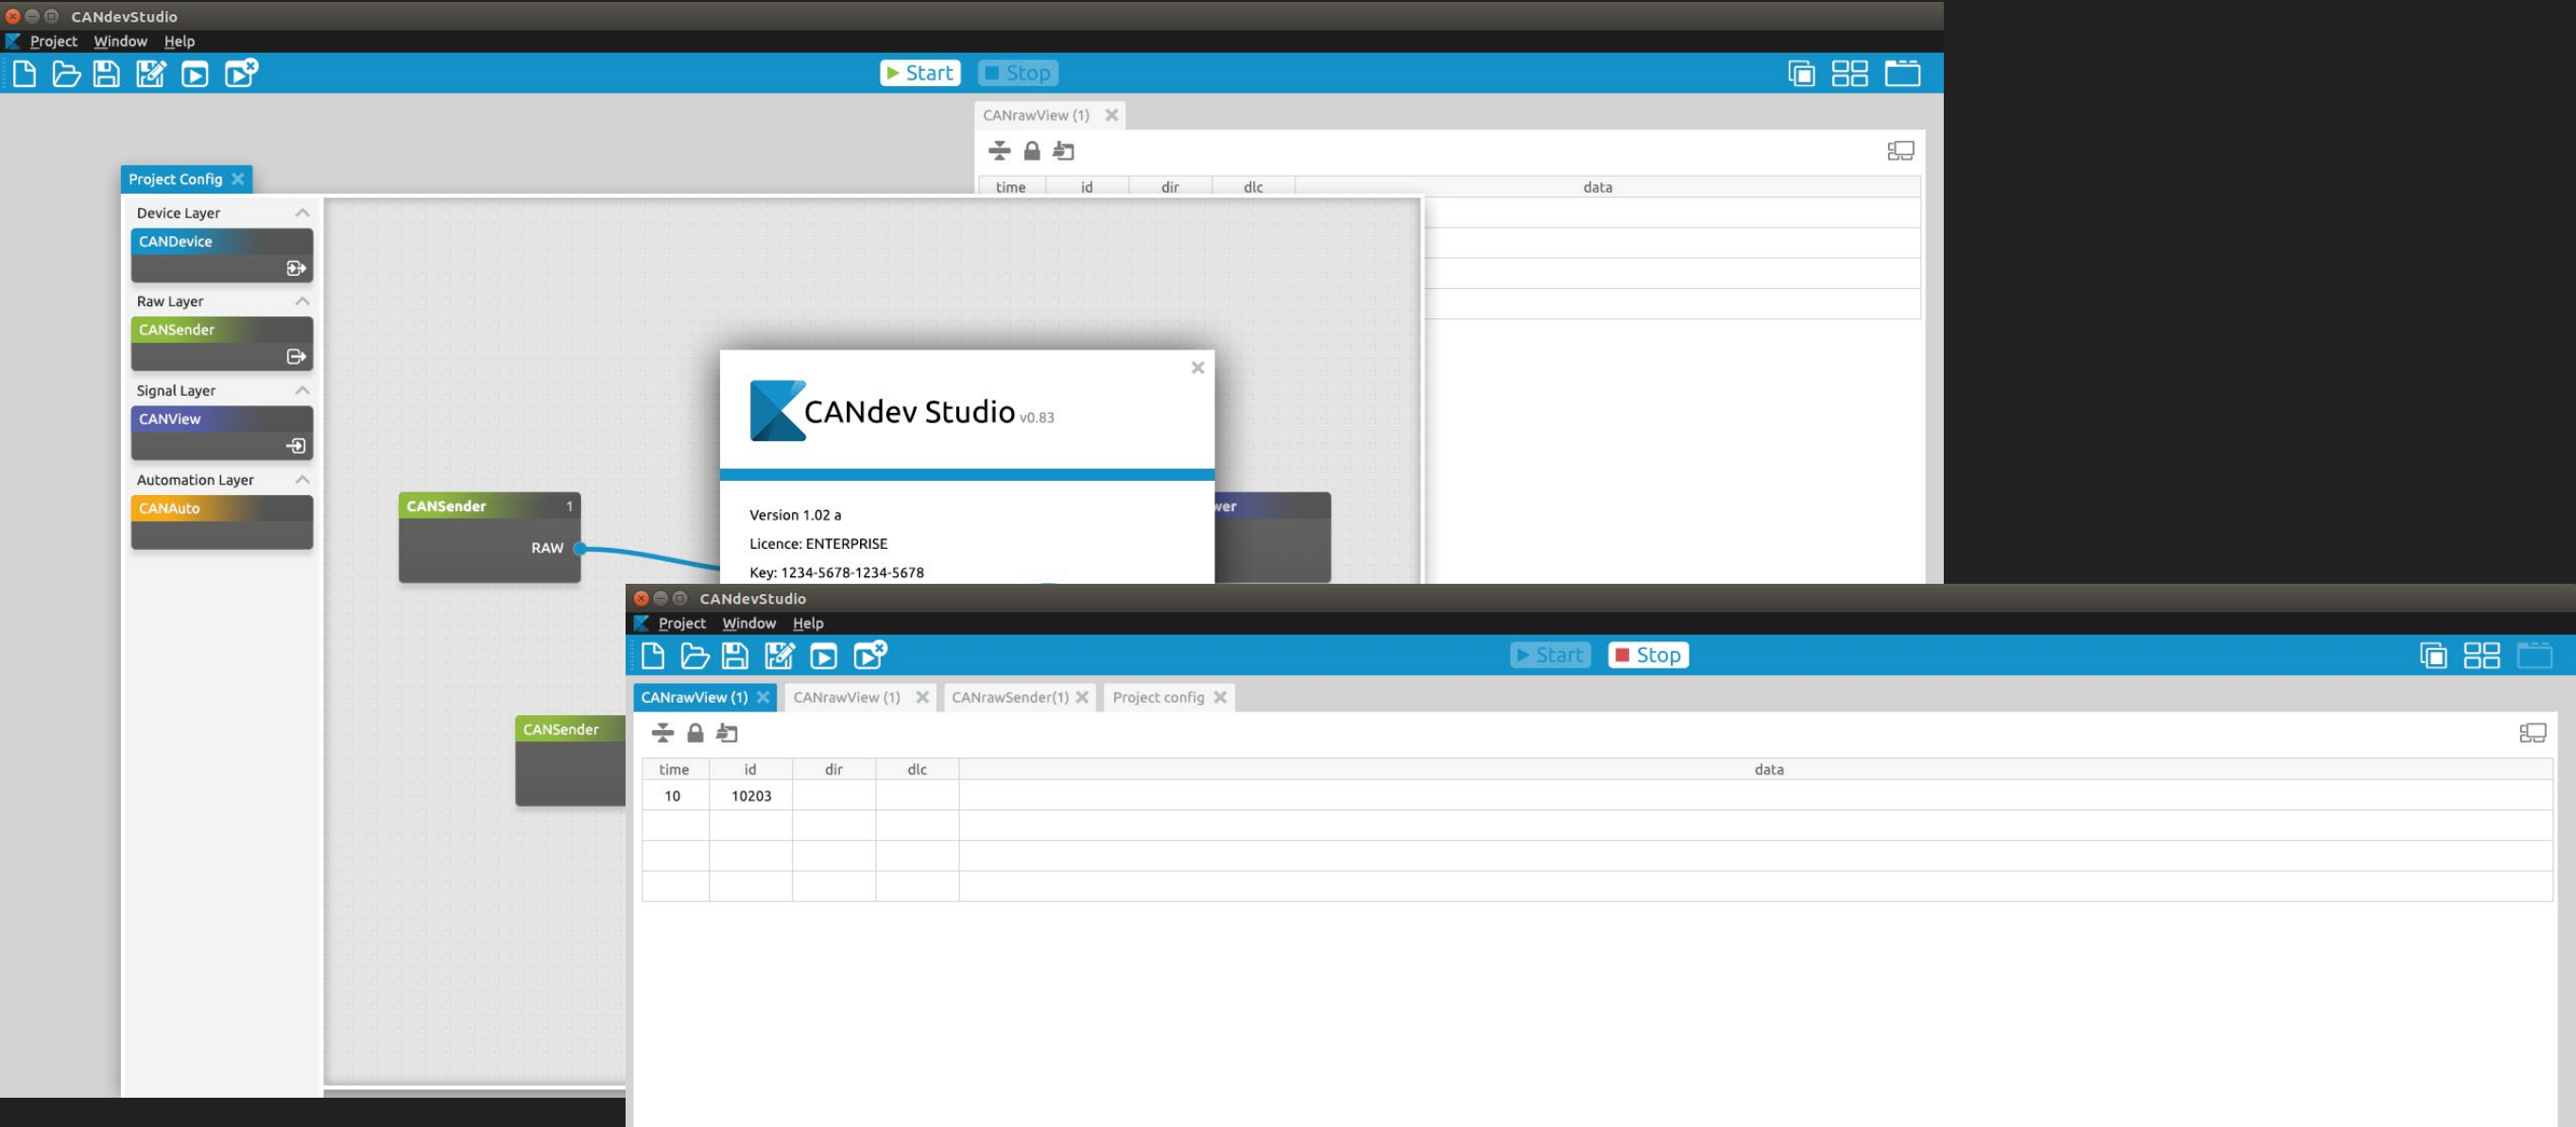 CANdevStudio
Project Window Help
Start Stop
CANrawView (1)
time id dir dlc data
Project Config
Device Layer
CANDevice
Raw Layer
CANSender
Signal Layer
CANView
Automation Layer
CANAuto
CANSender 1
RAW
CANSender
CANdev Studio v0.83
Version 1.02 a
Licence: ENTERPRISE
Key: 1234-5678-1234-5678
CANdevStudio
Project Window Help
Start Stop
CANrawView (1) CANrawView (1) CANrawSender(1) Project config
time id dir dlc data
10 10203